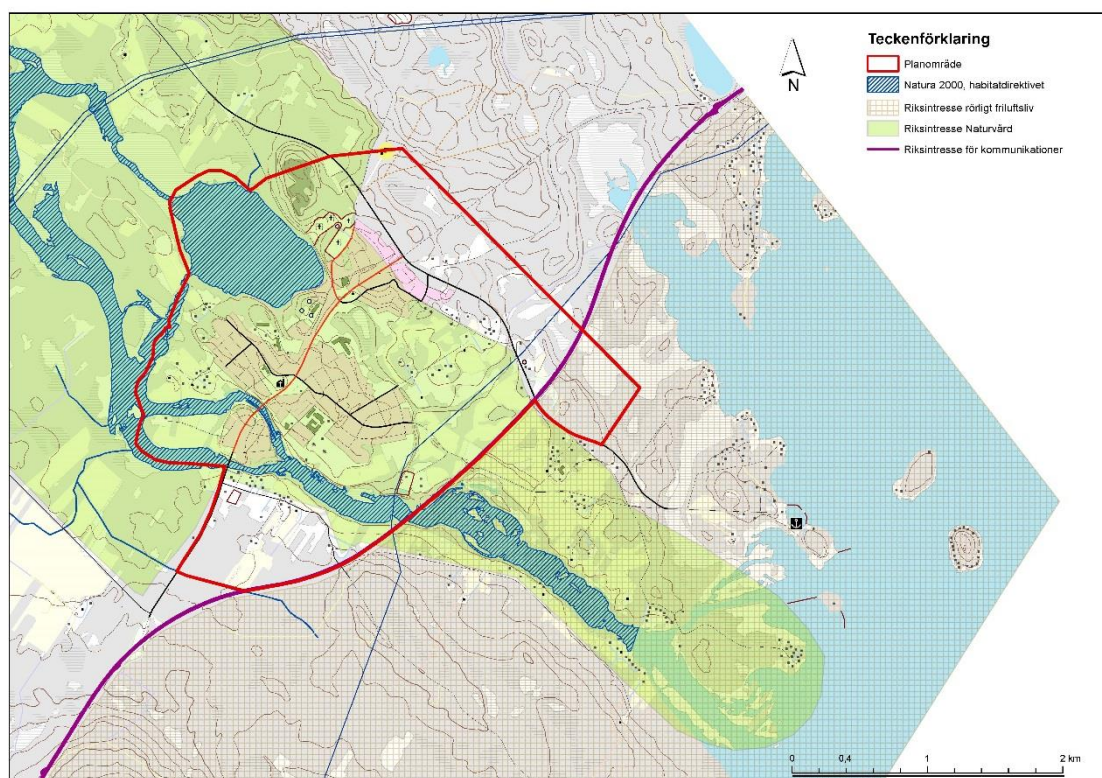 Teckenförklaring
Planområde
Natura 2000, habitatdirektivet
Riksintresse rörligt friluftsliv
Riksintresse Naturvård
Riksintresse för kommunikationer
N
0 0,4 1 2 km